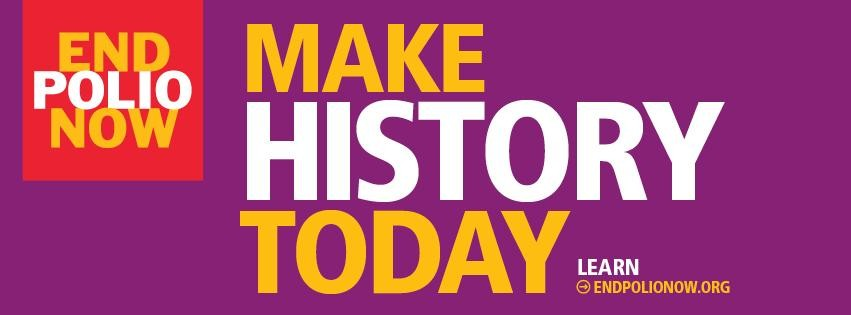 END
POLIO
NOW
MAKE
HISTORY
TODAY
LEARN
ENDPOLIONOW.ORG